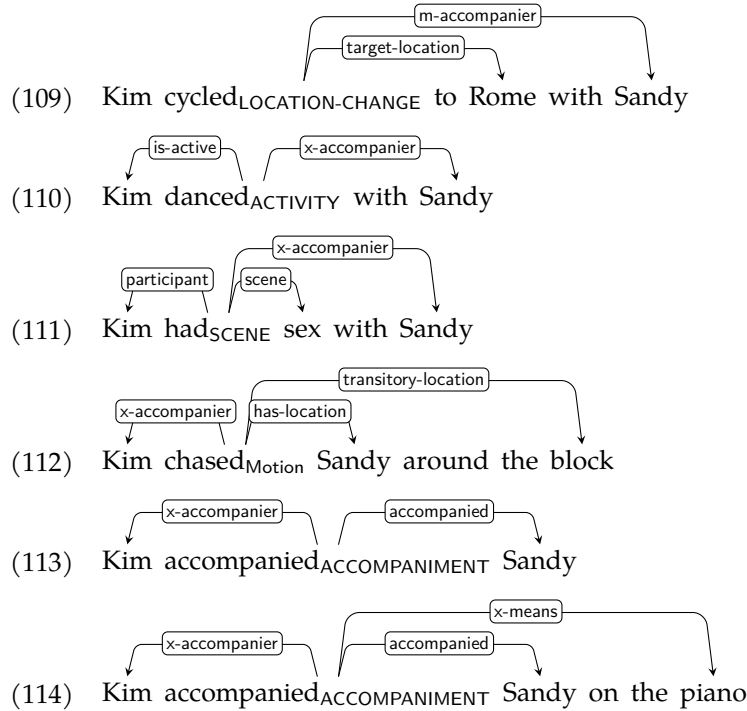 m-accompanier
target-location
(109) Kim cycledLOCATION-CHANGE to Rome with Sandy
is-active x-accompanier
(110) Kim dancedACTIVITY with Sandy
x-accompanier
participant scene
(111) Kim hadSCENE sex with Sandy
transitory-location
x-accompanier has-location
(112) Kim chasedMotion Sandy around the block
x-accompanier accompanied
(113) Kim accompaniedACCOMPANIMENT Sandy
x-means
x-accompanier accompanied
(114) Kim accompaniedACCOMPANIMENT Sandy on the piano